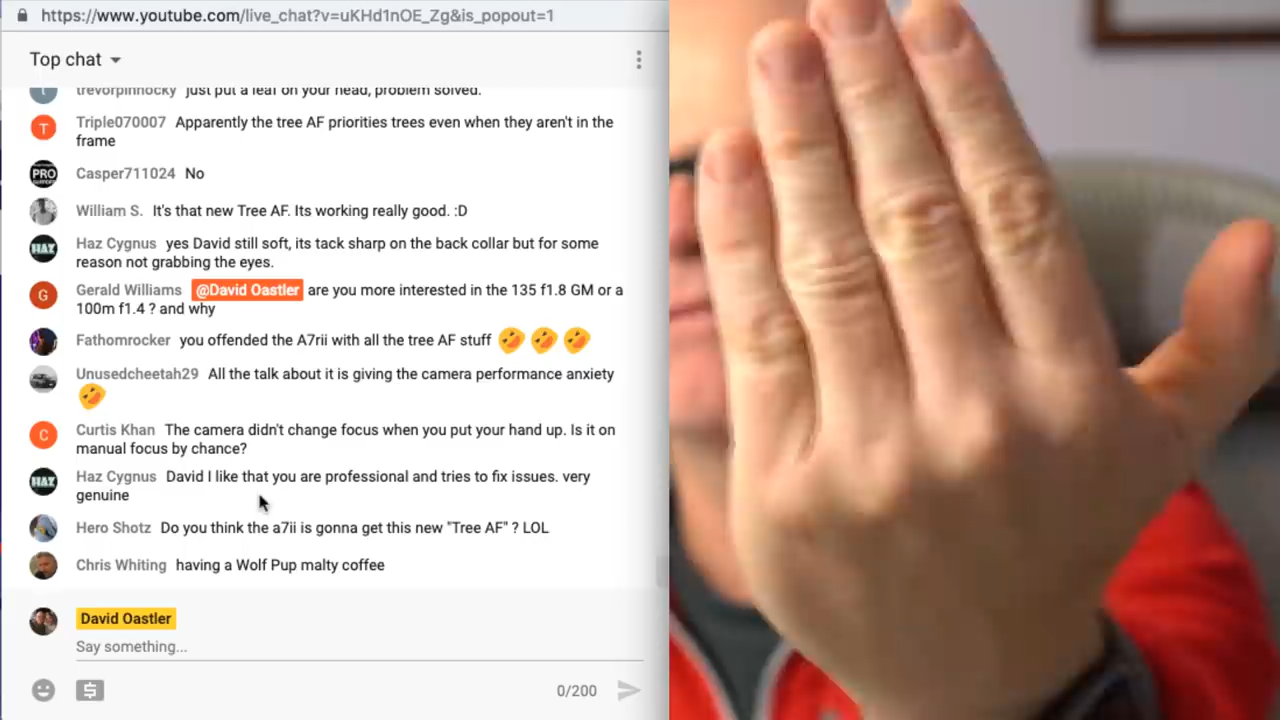 https://www.youtube.com/live_chat?v=uKHd1nOE_Zg&is_popout=1
Top chat
trevorpinnocky just put a leaf on your head, problem solved.
T Triple070007 Apparently the tree AF priorities trees even when they aren't in the
frame
PRO Casper711024 No
William S. It's that new Tree AF. Its working really good. :D
HAZ Haz Cygnus yes David still soft, its tack sharp on the back collar but for some
reason not grabbing the eyes.
G Gerald Williams @David Oastler are you more interested in the 135 f1.8 GM or a
100m f1.4 ? and why
Fathomrocker you offended the A7rii with all the tree AF stuff 🤣 🤣 🤣
Unusedcheetah29 All the talk about it is giving the camera performance anxiety
🤣
C Curtis Khan The camera didn't change focus when you put your hand up. Is it on
manual focus by chance?
HAZ Haz Cygnus David I like that you are professional and tries to fix issues. very
genuine
Hero Shotz Do you think the a7ii is gonna get this new "Tree AF" ? LOL
Chris Whiting having a Wolf Pup malty coffee
David Oastler
Say something...
0/200